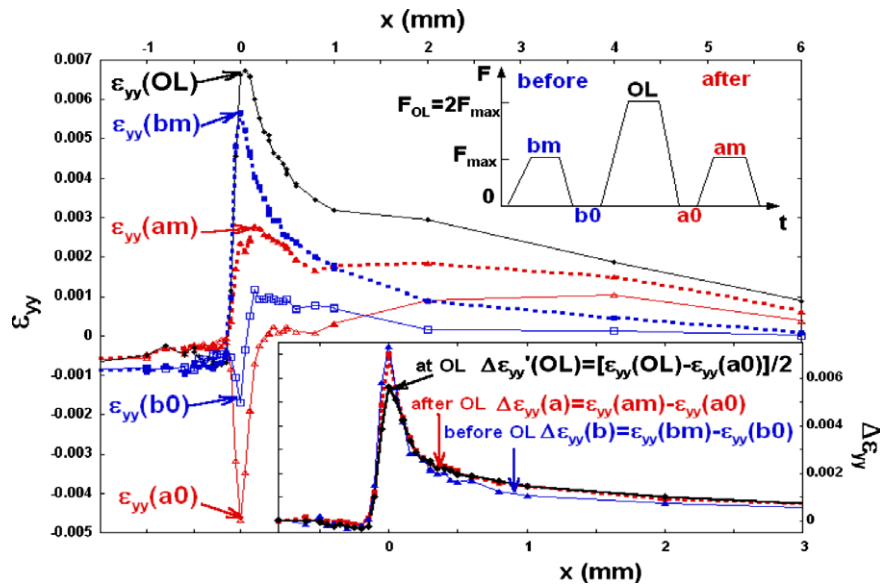 x (mm)
-1 0 1 2 3 4 5 6
0.007
0.006
0.005
0.004
0.003
0.002
0.001
0
-0.001
-0.002
-0.003
-0.004
-0.005
εyy
εyy(OL)
εyy(bm)
εyy(am)
εyy(b0)
εyy(a0)
F
before
OL
after
FOL=2Fmax
bm
am
Fmax
0
b0
a0
t
at OL Δεyy'(OL)=[εyy(OL)-εyy(a0)]/2
after OL Δεyy(a)=εyy(am)-εyy(a0)
before OL Δεyy(b)=εyy(bm)-εyy(b0)
0.006
0.004
0.002
0
Δεyy
0 1 2 3
x (mm)